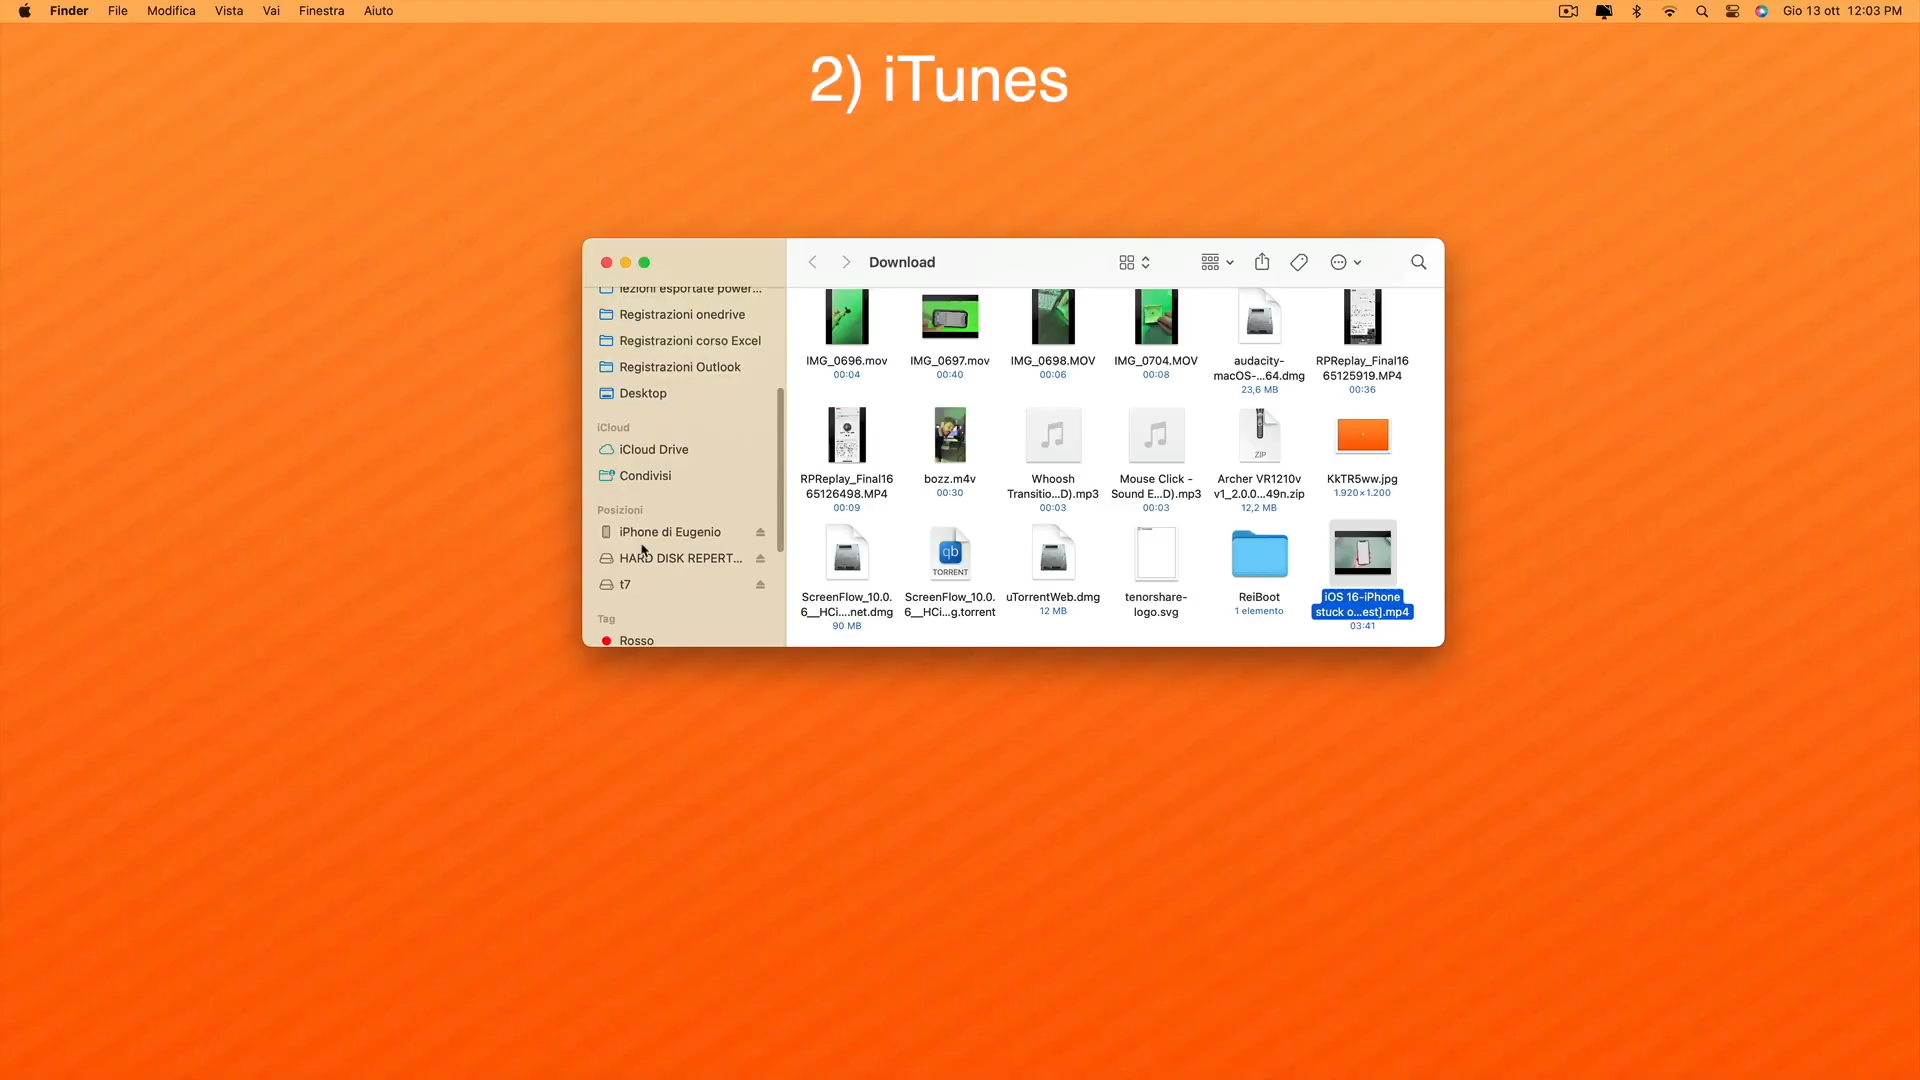 Finder File Modifica Vista Vai Finestra Aiuto Gio 13 ott 12:03 PM
2) iTunes
Download
lezioni esportate power...
Registrazioni onedrive
Registrazioni corso Excel
Registrazioni Outlook
Desktop
iCloud
iCloud Drive
Condivisi
Posizioni
iPhone di Eugenio
HARD DISK REPERT...
t7
Tag
Rosso
IMG_0696.mov
00:04
IMG_0697.mov
00:40
IMG_0698.MOV
00:06
IMG_0704.MOV
00:08
audacity-
macOS-...64.dmg
23,6 MB
RPReplay_Final16
65125919.MP4
00:36
RPReplay_Final16
65126498.MP4
00:09
bozz.m4v
00:30
Whoosh
Transitio...D).mp3
00:03
Mouse Click -
Sound E...D).mp3
00:03
ZIP
Archer VR1210v
v1_2.0.0...49n.zip
12,2 MB
KkTR5ww.jpg
1.920×1.200
ScreenFlow_10.0.
6__HCi....net.dmg
90 MB
qb
TORRENT
ScreenFlow_10.0.
6__HCi...g.torrent
uTorrentWeb.dmg
12 MB
tenorshare-
logo.svg
ReiBoot
1 elemento
iOS 16-iPhone
stuck o...est].mp4
03:41